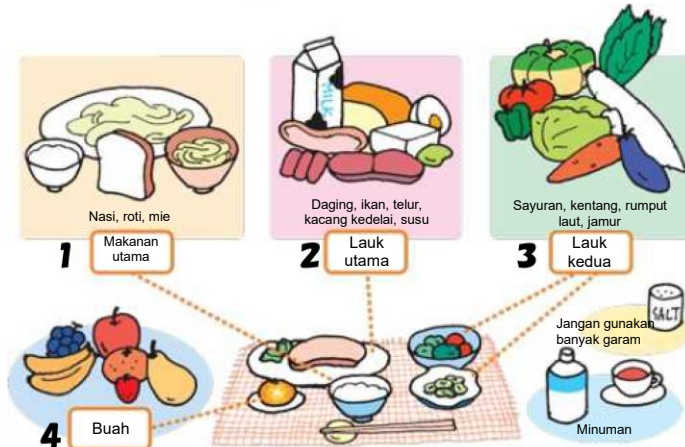 MILK
Nasi, roti, mie
Daging, ikan, telur,
kacang kedelai, susu
Sayuran, kentang, rumput
laut, jamur
1
Makanan
utama
2
Lauk
utama
3
Lauk
kedua
SALT
Jangan gunakan
banyak garam
4
Buah
Minuman